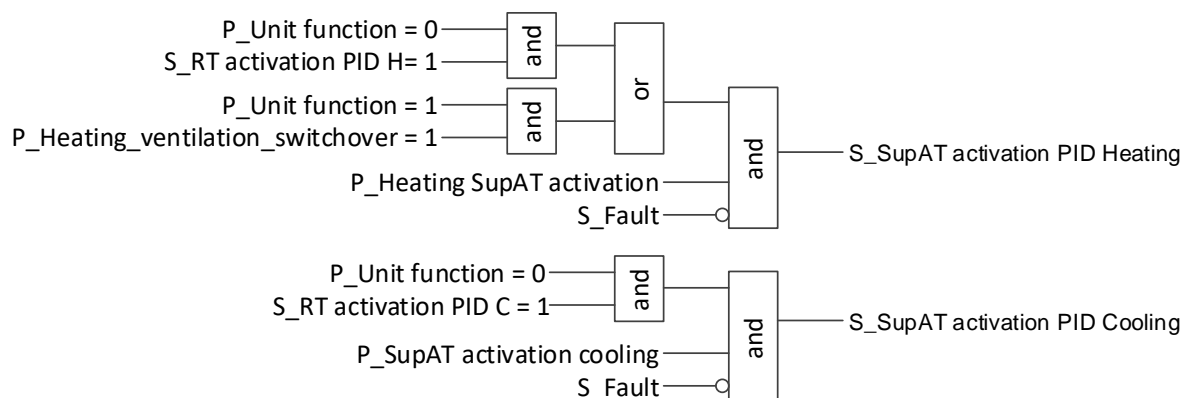 P_Unit function = 0
S_RT activation PID H= 1
and
or
P_Unit function = 1
P_Heating_ventilation_switchover = 1
and
and
S_SupAT activation PID Heating
P_Heating SupAT activation
S_Fault
P_Unit function = 0
S_RT activation PID C = 1
and
and
S_SupAT activation PID Cooling
P_SupAT activation cooling
S_Fault